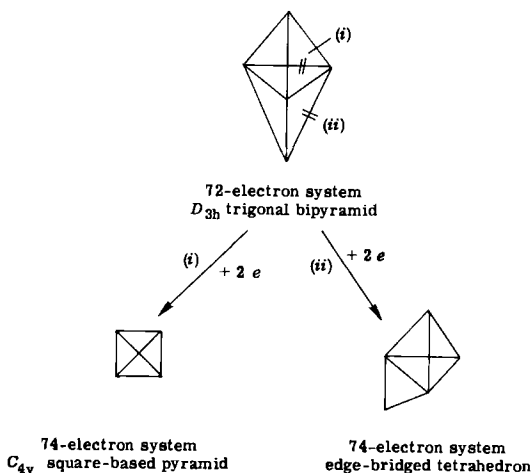 (i)
(ii)
72-electron system
D3h trigonal bipyramid
(i)
+ 2 e
(ii)
+ 2 e
74-electron system
C4v square-based pyramid
74-electron system
edge-bridged tetrahedron